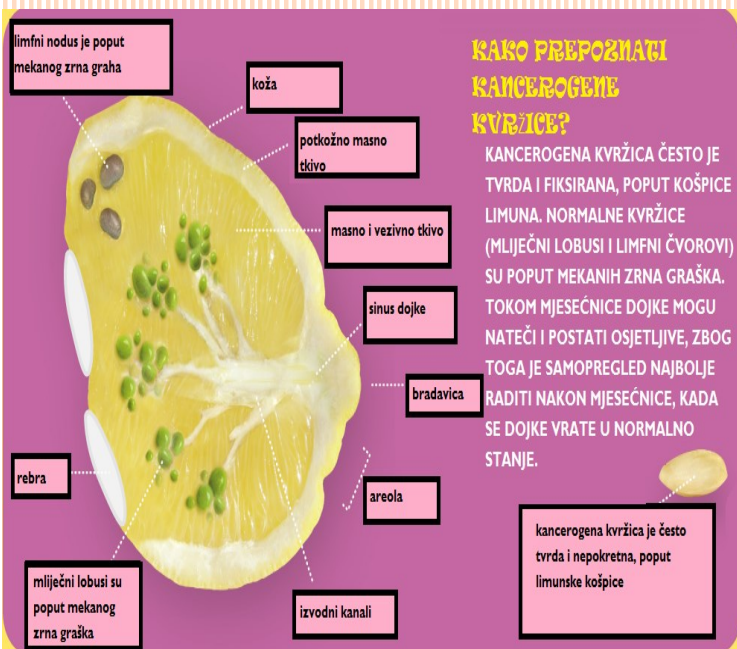 limfni nodus je poput
mekanog zrna graha
koža
potkožno masno
tkivo
masno i vezivno tkivo
sinus dojke
bradavica
areola
rebra
mliječni lobusi su
poput mekanog
zrna graška
izvodni kanali
KAKO PREPOZNATI
KANCEROGENE
KVRŽICE?
KANCEROGENA KVRŽICA ČESTO JE
TVRDA I FIKSIRANA, POPUT KOŠPICE
LIMUNA. NORMALNE KVRŽICE
(MLIJEČNI LOBUSI I LIMFNI ČVOROVI)
SU POPUT MEKANIH ZRNA GRAŠKA.
TOKOM MJESEĆNICE DOJKE MOGU
NATEČI I POSTATI OSJETLJIVE, ZBOG
TOGA JE SAMOPREGLED NAJBOLJE
RADITI NAKON MJESEĆNICE, KADA
SE DOJKE VRATE U NORMALNO
STANJE.
kancerogena kvržica je često
tvrda i nepokretna, poput
limunske košpice